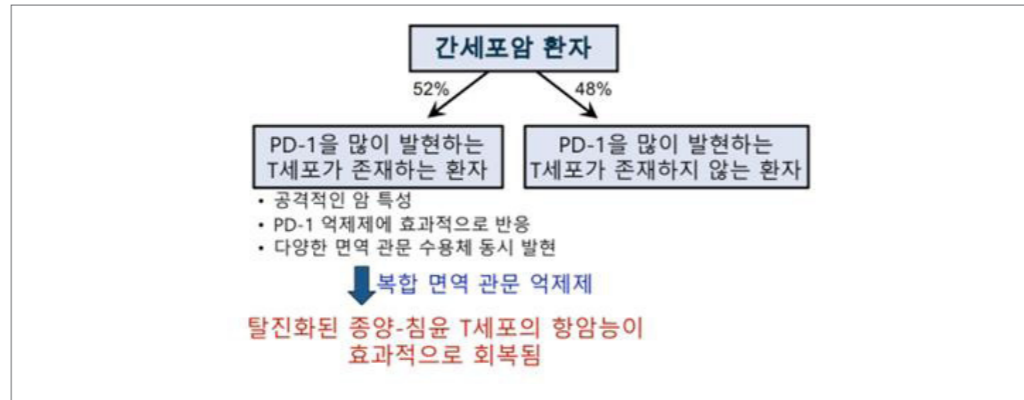 간세포암 환자
52%
48%
PD-1을 많이 발현하는
T세포가 존재하는 환자
PD-1을 많이 발현하는
T세포가 존재하지 않는 환자
• 공격적인 암 특성
• PD-1 억제제에 효과적으로 반응
• 다양한 면역 관문 수용체 동시 발현
복합 면역 관문 억제제
탈진화된 종양-침윤 T세포의 항암능이
효과적으로 회복됨